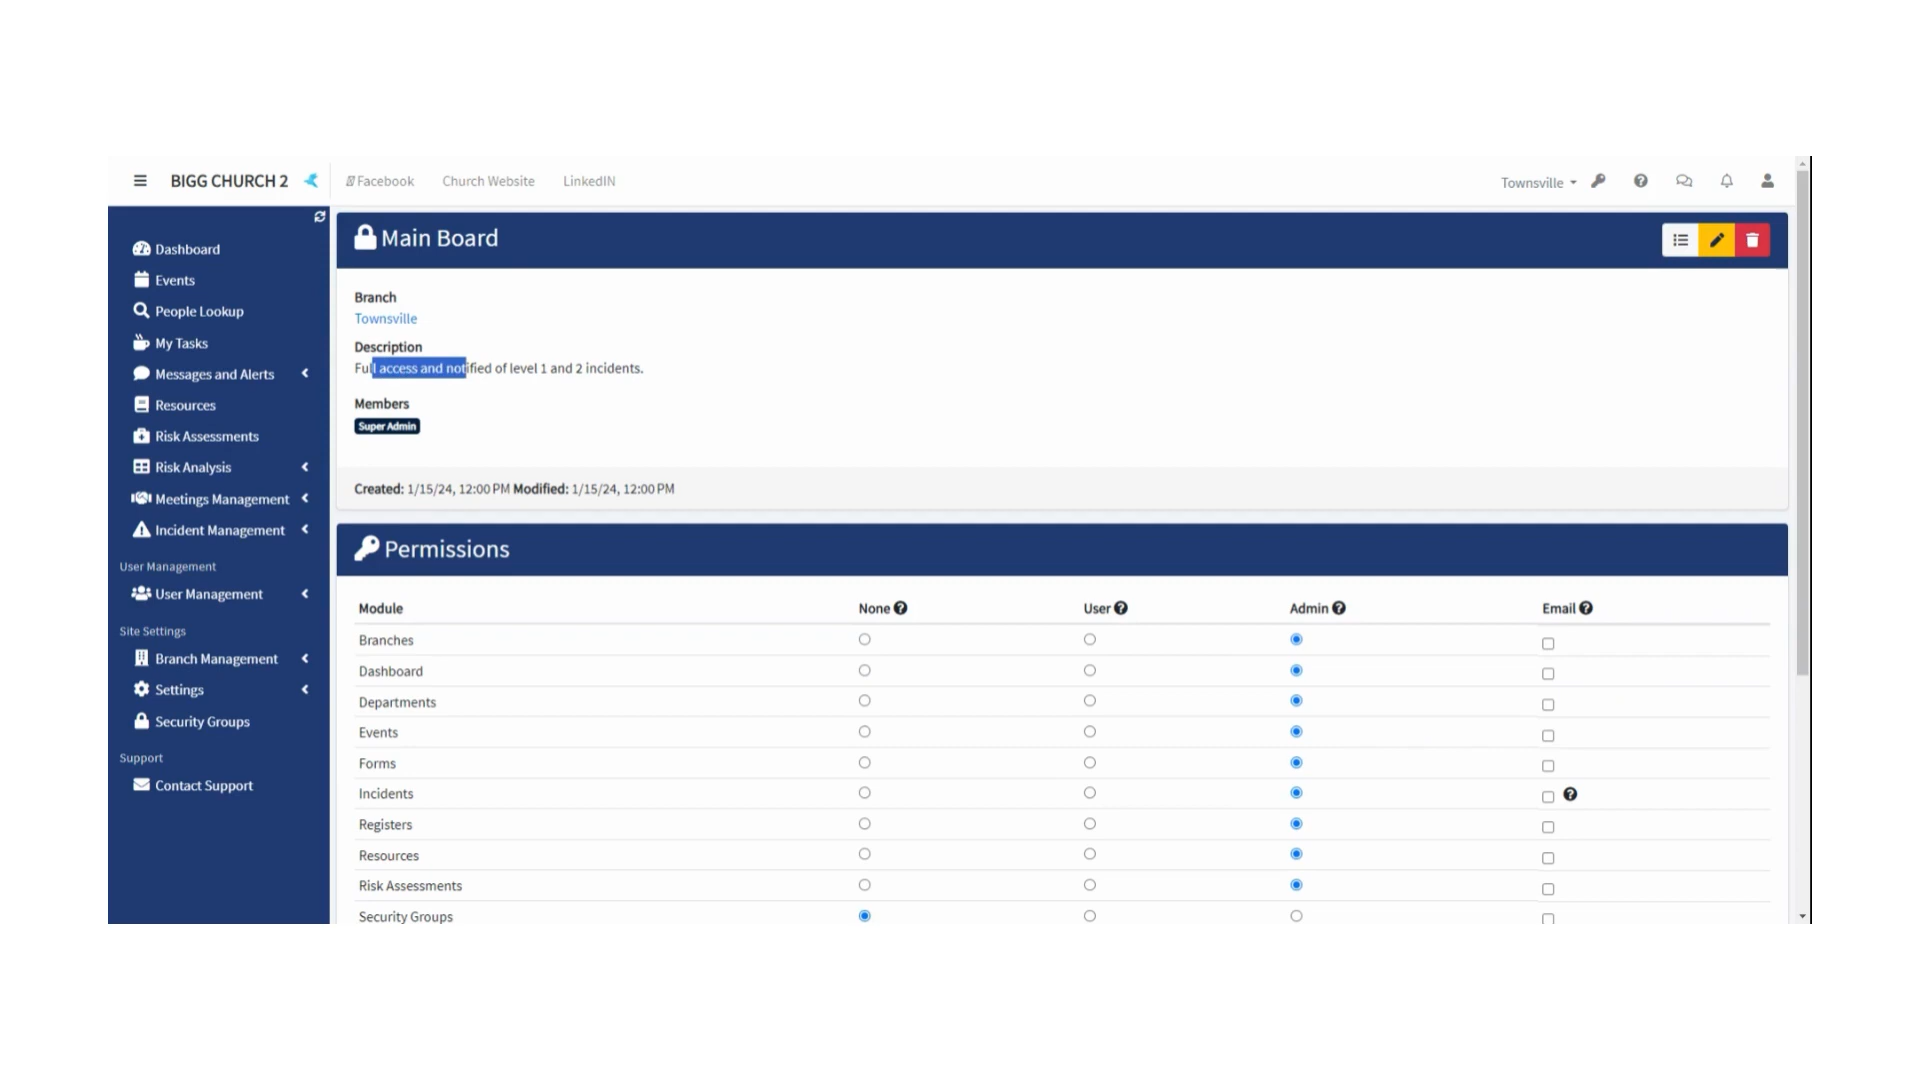 BIGG CHURCH 2
Facebook
Church Website
LinkedIN
Townsville
Dashboard
Events
People Lookup
My Tasks
Messages and Alerts
Resources
Risk Assessments
Risk Analysis
Meetings Management
Incident Management
User Management
User Management
Site Settings
Branch Management
Settings
Security Groups
Support
Contact Support
Main Board
Branch
Townsville
Description
Full access and notified of level 1 and 2 incidents.
Members
Super Admin
Created: 1/15/24, 12:00 PM Modified: 1/15/24, 12:00 PM
Permissions
Module None User Admin Email
Branches
Dashboard
Departments
Events
Forms
Incidents
Registers
Resources
Risk Assessments
Security Groups